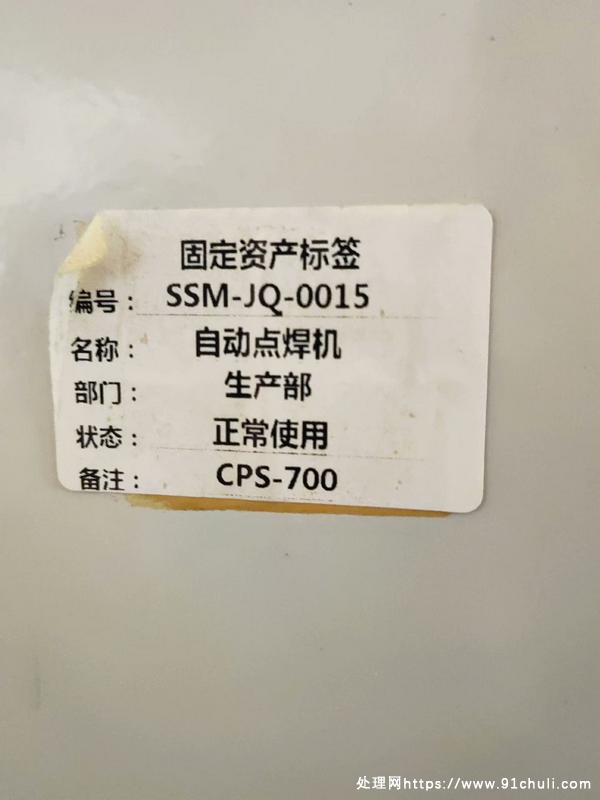 固定资产标签
编号： SSM-JQ-0015
名称： 自动点焊机
部门： 生产部
状态： 正常使用
备注： CPS-700
处理网https://www.91chuli.com